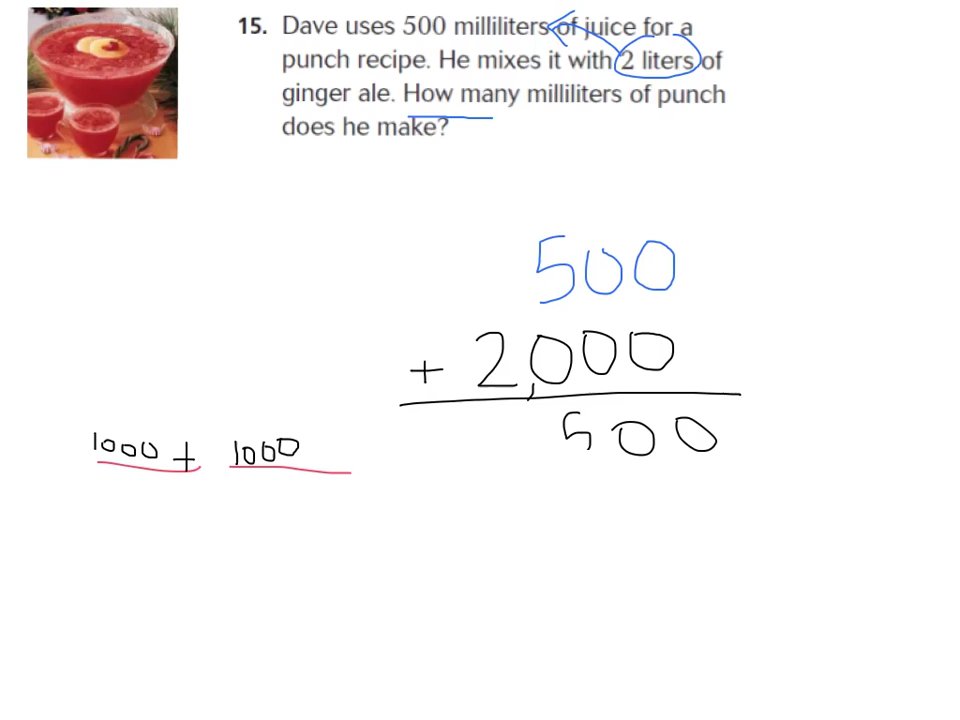 15. Dave uses 500 milliliters of juice for a
punch recipe. He mixes it with 2 liters of
ginger ale. How many milliliters of punch
does he make?
500
+ 2,000
500
1000 + 1000